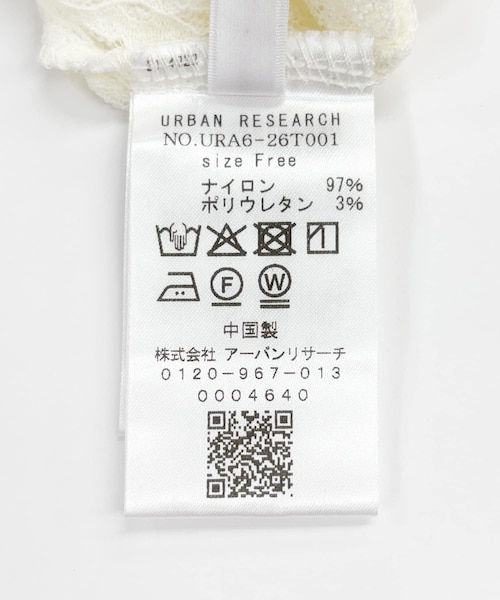 URBAN RESEARCH
NO.URA6-26T001
size Free
ナイロン 97%
ポリウレタン 3%
F W
中国製
株式会社 アーバンリサーチ
0120-967-013
0004640